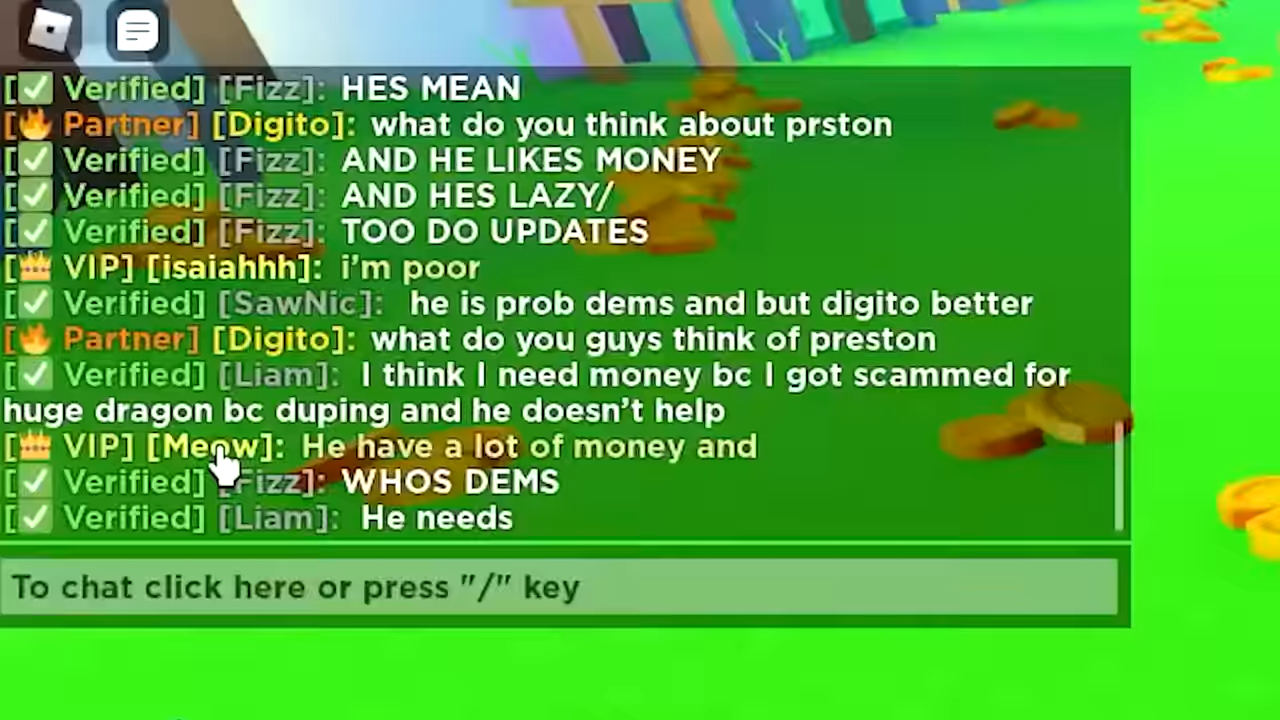 [✅ Verified] [Fizz]: HES MEAN
[🔥 Partner] [Digito]: what do you think about prston
[✅ Verified] [Fizz]: AND HE LIKES MONEY
[✅ Verified] [Fizz]: AND HES LAZY/
[✅ Verified] [Fizz]: TOO DO UPDATES
[👑 VIP] [isaiahhh]: i'm poor
[✅ Verified] [SawNic]: he is prob dems and but digito better
[🔥 Partner] [Digito]: what do you guys think of preston
[✅ Verified] [Liam]: I think I need money bc I got scammed for
huge dragon bc duping and he doesn't help
[👑 VIP] [Meow]: He have a lot of money and
[✅ Verified] [Fizz]: WHOS DEMS
[✅ Verified] [Liam]: He needs
To chat click here or press "/" key